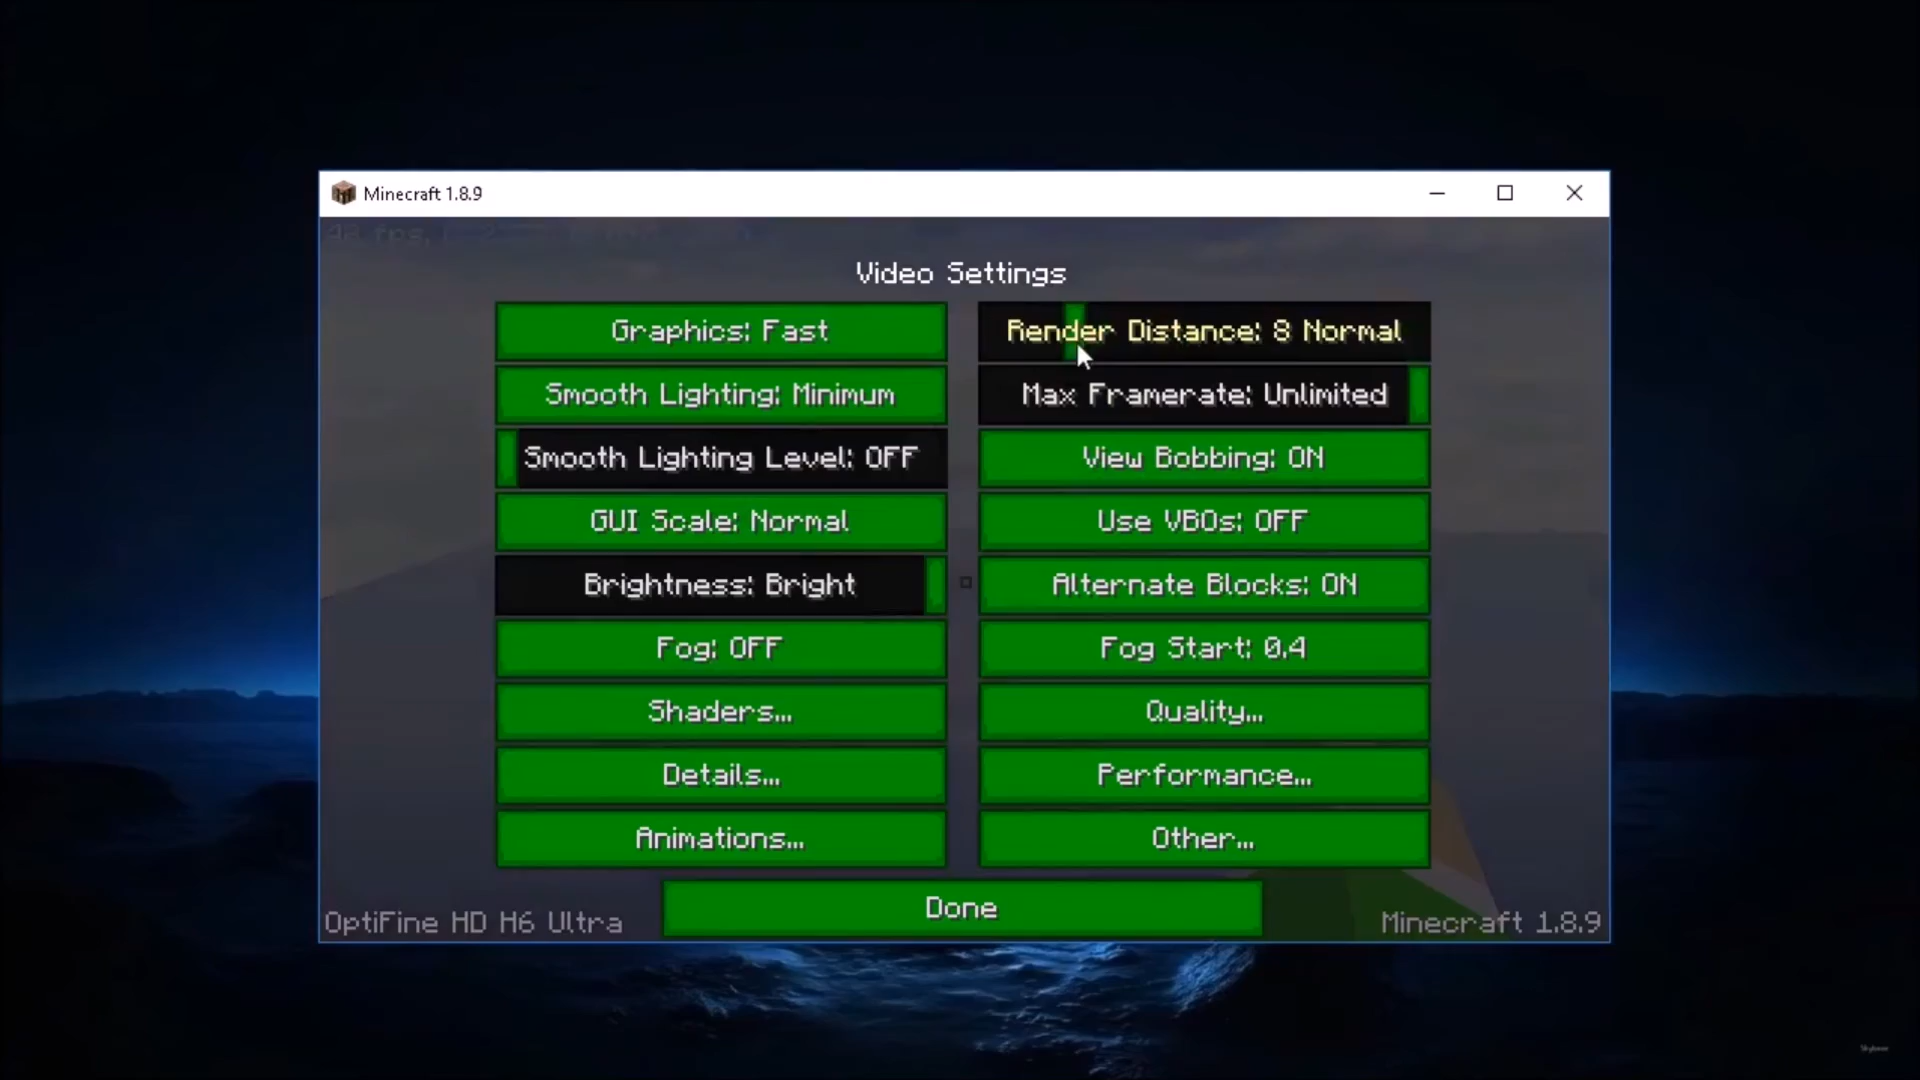 Minecraft 1.8.9
Video Settings
Graphics: Fast
Render Distance: 8 Normal
Smooth Lighting: Minimum
Max Framerate: Unlimited
Smooth Lighting Level: OFF
View Bobbing: ON
GUI Scale: Normal
Use VBOs: OFF
Brightness: Bright
Alternate Blocks: ON
Fog: OFF
Fog Start: 0.4
Shaders...
Quality...
Details...
Performance...
Animations...
Other...
Done
OptiFine HD H6 Ultra
Minecraft 1.8.9